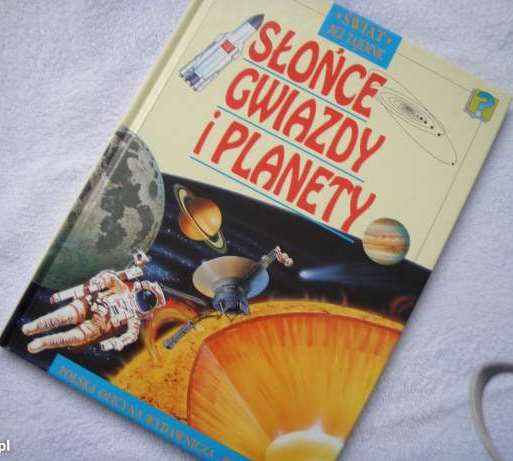 • ŚWIAT •
BEZ TAJEMNIC
SŁOŃCE
GWIAZDY
i PLANETY
?
POLSKA OFICYNA WYDAWNICZA
.pl